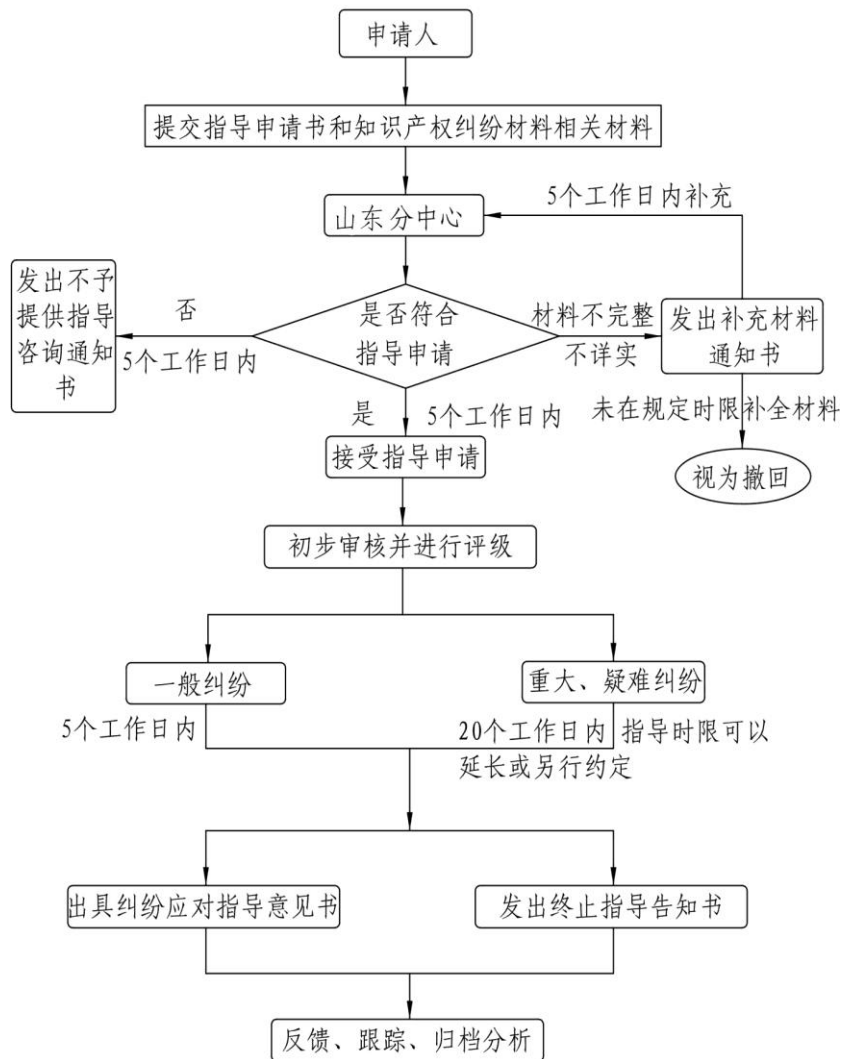 申请人
提交指导申请书和知识产权纠纷材料相关材料
5个工作日内补充
山东分中心
发出不予
提供指导
咨询通知
书
否
5个工作日内
是否符合
指导申请
材料不完整
不详实
发出补充材料
通知书
是
5个工作日内
未在规定时限补全材料
接受指导申请
视为撤回
初步审核并进行评级
一般纠纷
重大、疑难纠纷
5个工作日内
20个工作日内 指导时限可以
延长或另行约定
出具纠纷应对指导意见书
发出终止指导告知书
反馈、跟踪、归档分析